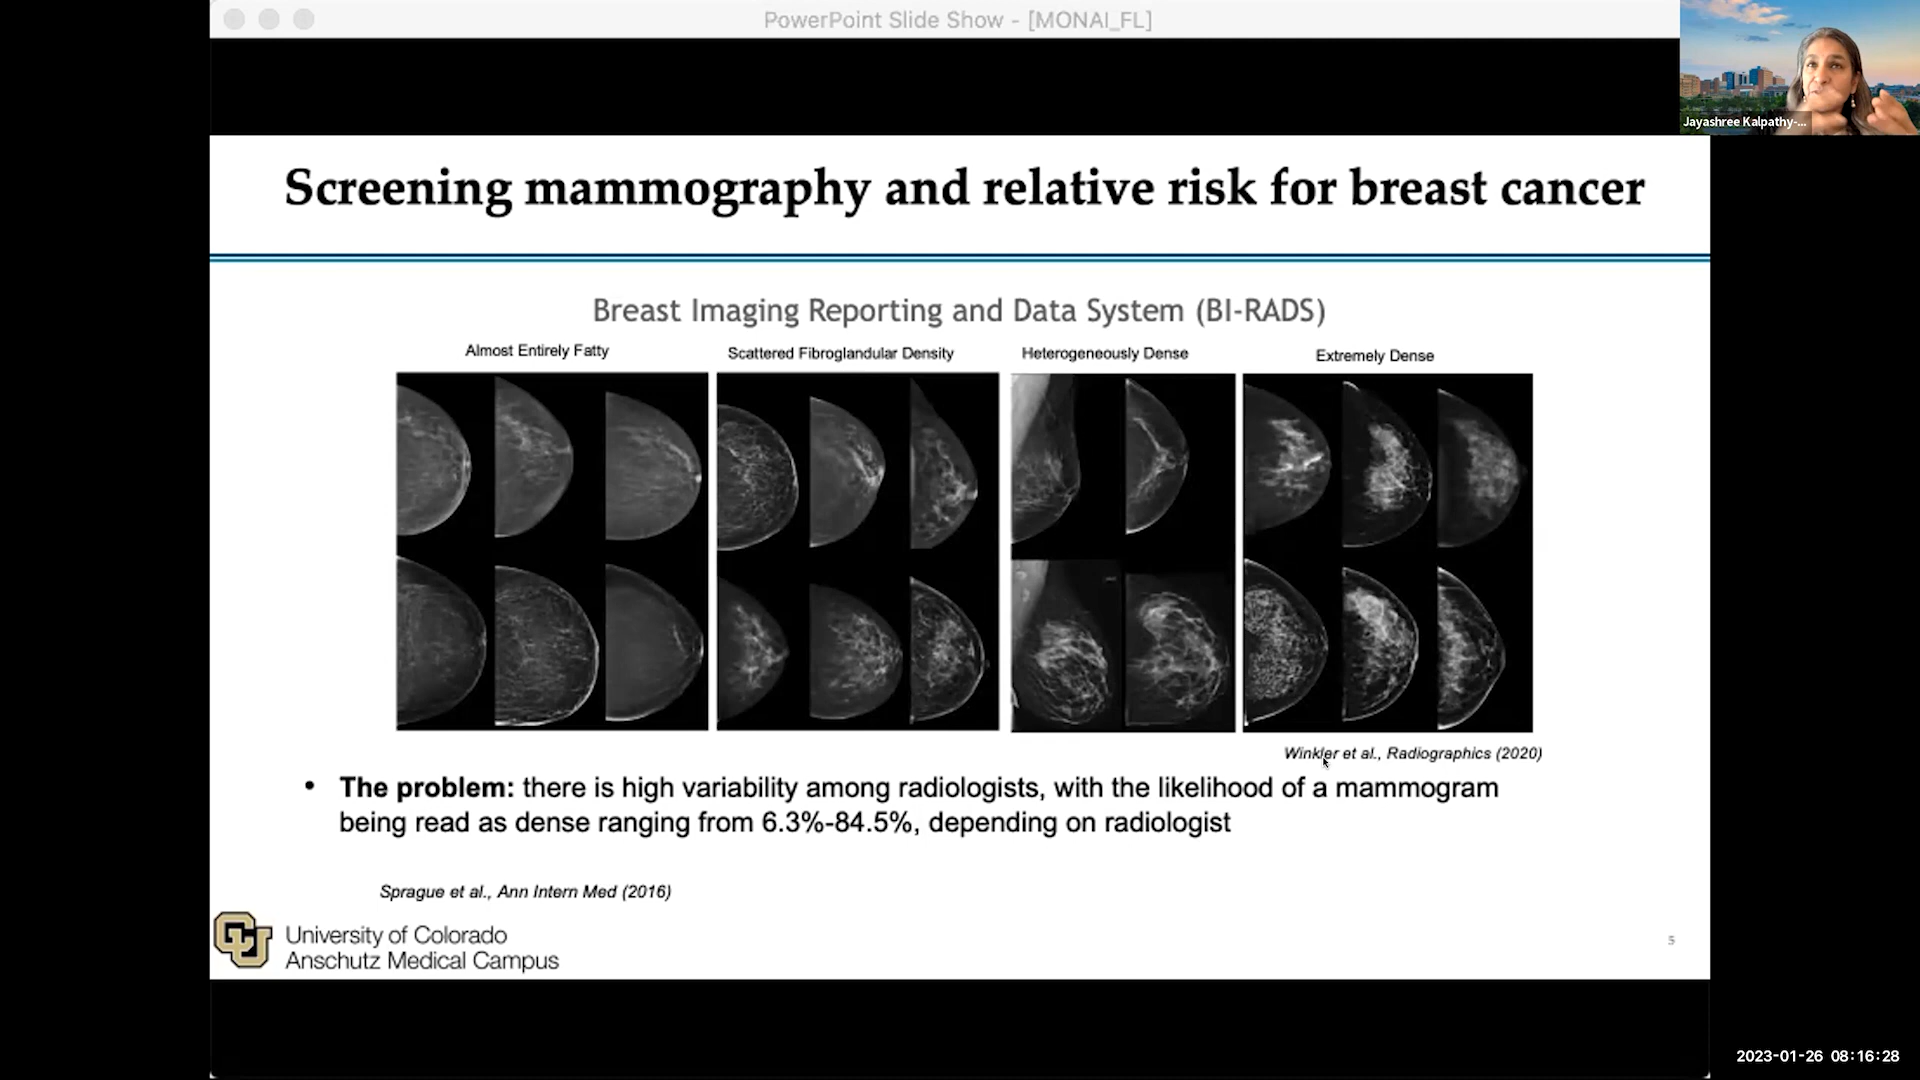 PowerPoint Slide Show - [MONAI_FL]
Jayashree Kalpathy-...
Screening mammography and relative risk for breast cancer
Breast Imaging Reporting and Data System (BI-RADS)
Almost Entirely Fatty
Scattered Fibroglandular Density
Heterogeneously Dense
Extremely Dense
Winkler et al., Radiographics (2020)
• The problem: there is high variability among radiologists, with the likelihood of a mammogram
being read as dense ranging from 6.3%-84.5%, depending on radiologist
Sprague et al., Ann Intern Med (2016)
CU
University of Colorado
Anschutz Medical Campus
5
2023-01-26 08:16:28